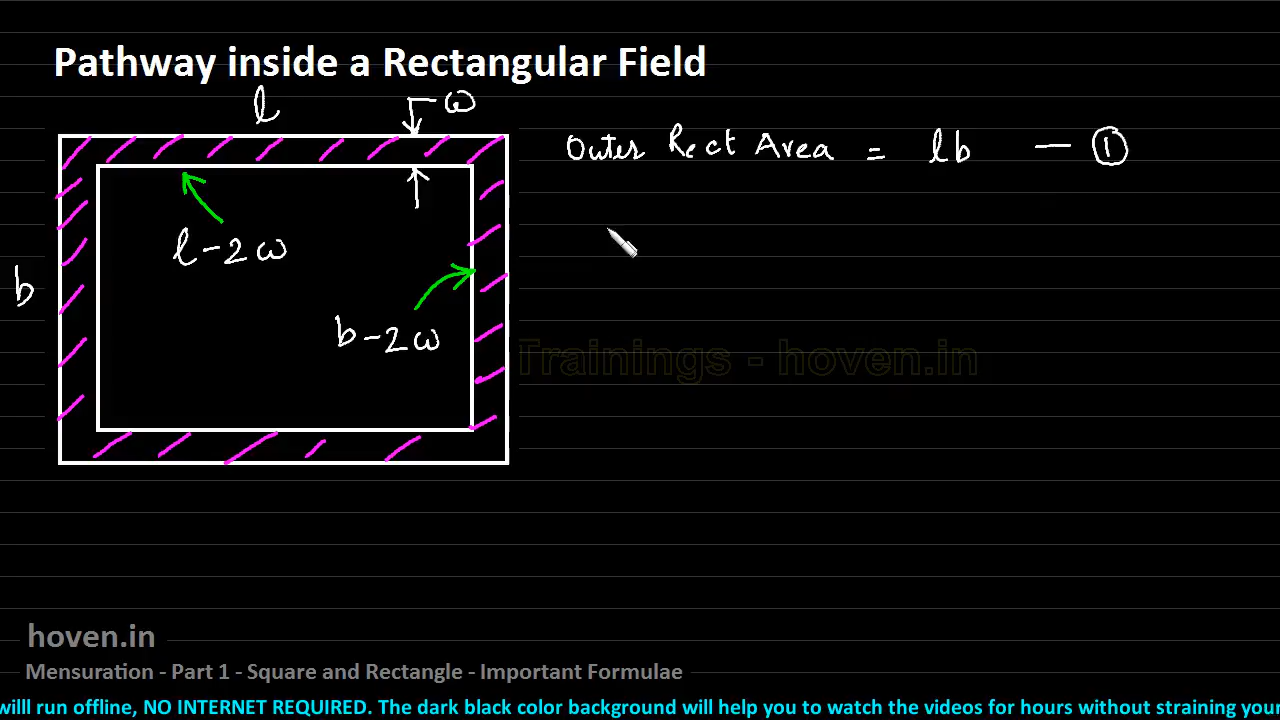 Pathway inside a Rectangular Field
l
ω
Outer Rect Area = lb — ①
l-2ω
b
b-2ω
Trainings - hoven.in
hoven.in
Mensuration - Part 1 - Square and Rectangle - Important Formulae
willl run offline, NO INTERNET REQUIRED. The dark black color background will help you to watch the videos for hours without straining your